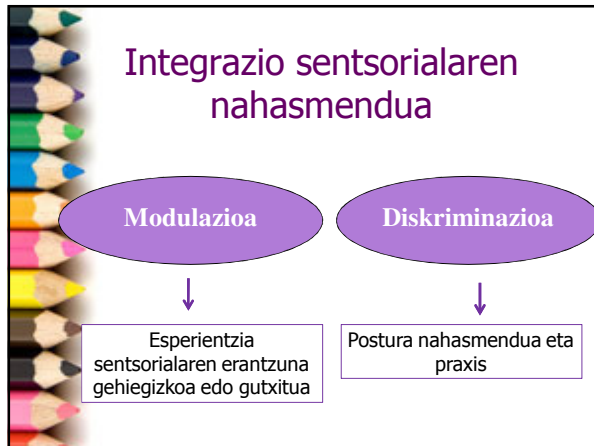 Integrazio sentsorialaren
nahasmendua
Modulazioa
Diskriminazioa
Esperientzia
sentsorialaren erantzuna
gehiegizkoa edo gutxitua
Postura nahasmendua eta
praxis